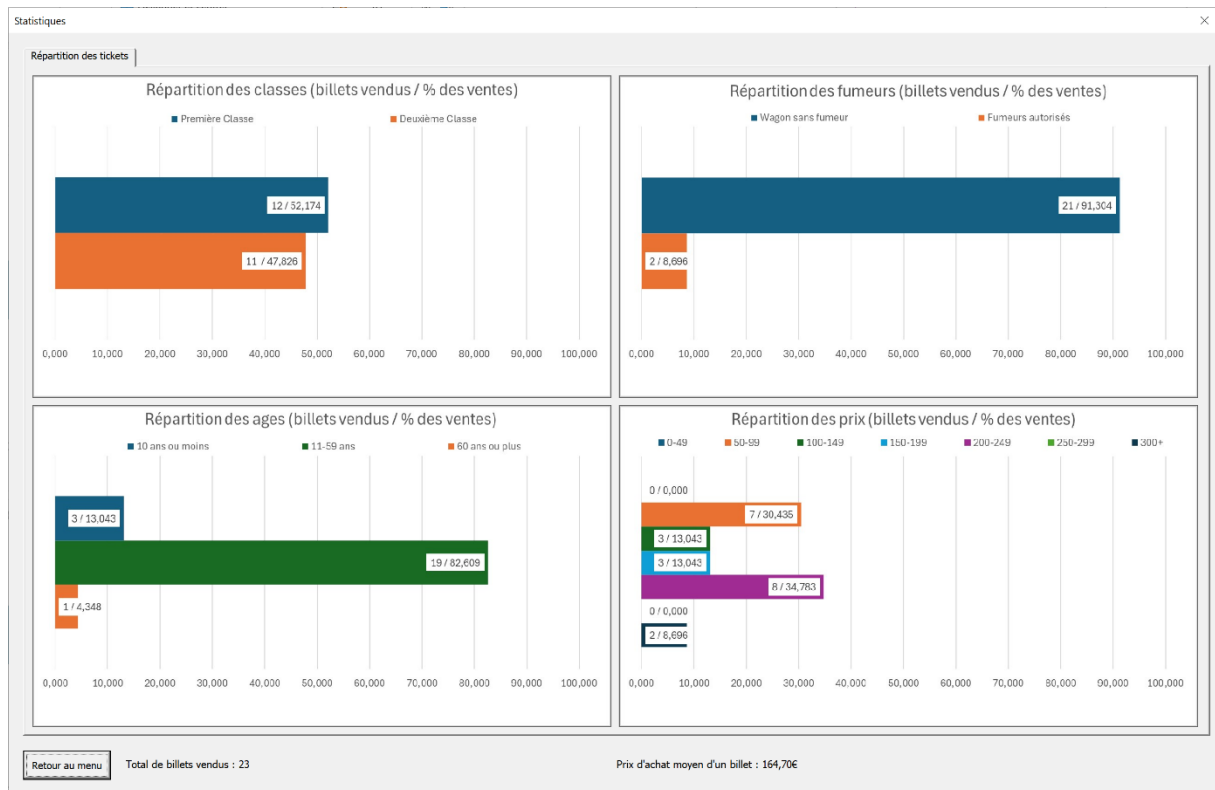 Statistiques
Répartition des tickets
Répartition des classes (billets vendus / % des ventes)
Première Classe Deuxième Classe
12 / 52,174
11 / 47,826
0,000 10,000 20,000 30,000 40,000 50,000 60,000 70,000 80,000 90,000 100,000
Répartition des fumeurs (billets vendus / % des ventes)
Wagon sans fumeur Fumeurs autorisés
21 / 91,304
2 / 8,696
0,000 10,000 20,000 30,000 40,000 50,000 60,000 70,000 80,000 90,000 100,000
Répartition des ages (billets vendus / % des ventes)
10 ans ou moins 11-59 ans 60 ans ou plus
3 / 13,043
19 / 82,609
1 / 4,348
0,000 10,000 20,000 30,000 40,000 50,000 60,000 70,000 80,000 90,000 100,000
Répartition des prix (billets vendus / % des ventes)
0-49 50-99 100-149 150-199 200-249 250-299 300+
0 / 0,000
7 / 30,435
3 / 13,043
3 / 13,043
8 / 34,783
0 / 0,000
2 / 8,696
0,000 10,000 20,000 30,000 40,000 50,000 60,000 70,000 80,000 90,000 100,000
Retour au menu
Total de billets vendus : 23
Prix d'achat moyen d'un billet : 164,70€